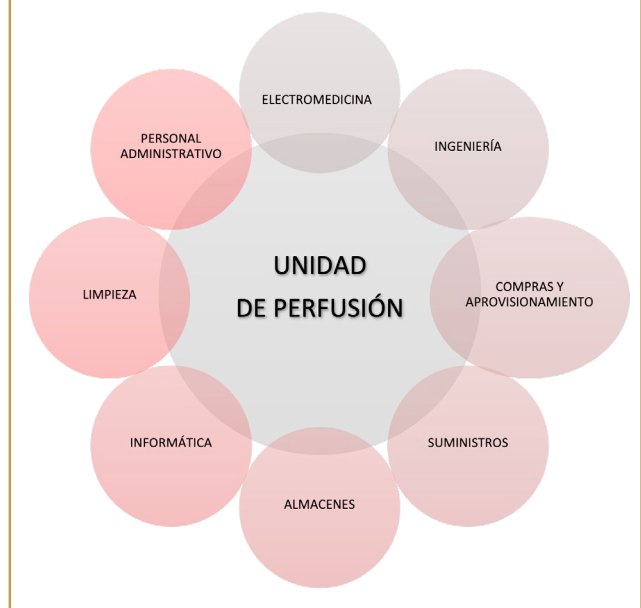 ELECTROMEDICINA
INGENIERÍA
COMPRAS Y
APROVISIONAMIENTO
SUMINISTROS
ALMACENES
INFORMÁTICA
LIMPIEZA
PERSONAL
ADMINISTRATIVO
UNIDAD
DE PERFUSIÓN